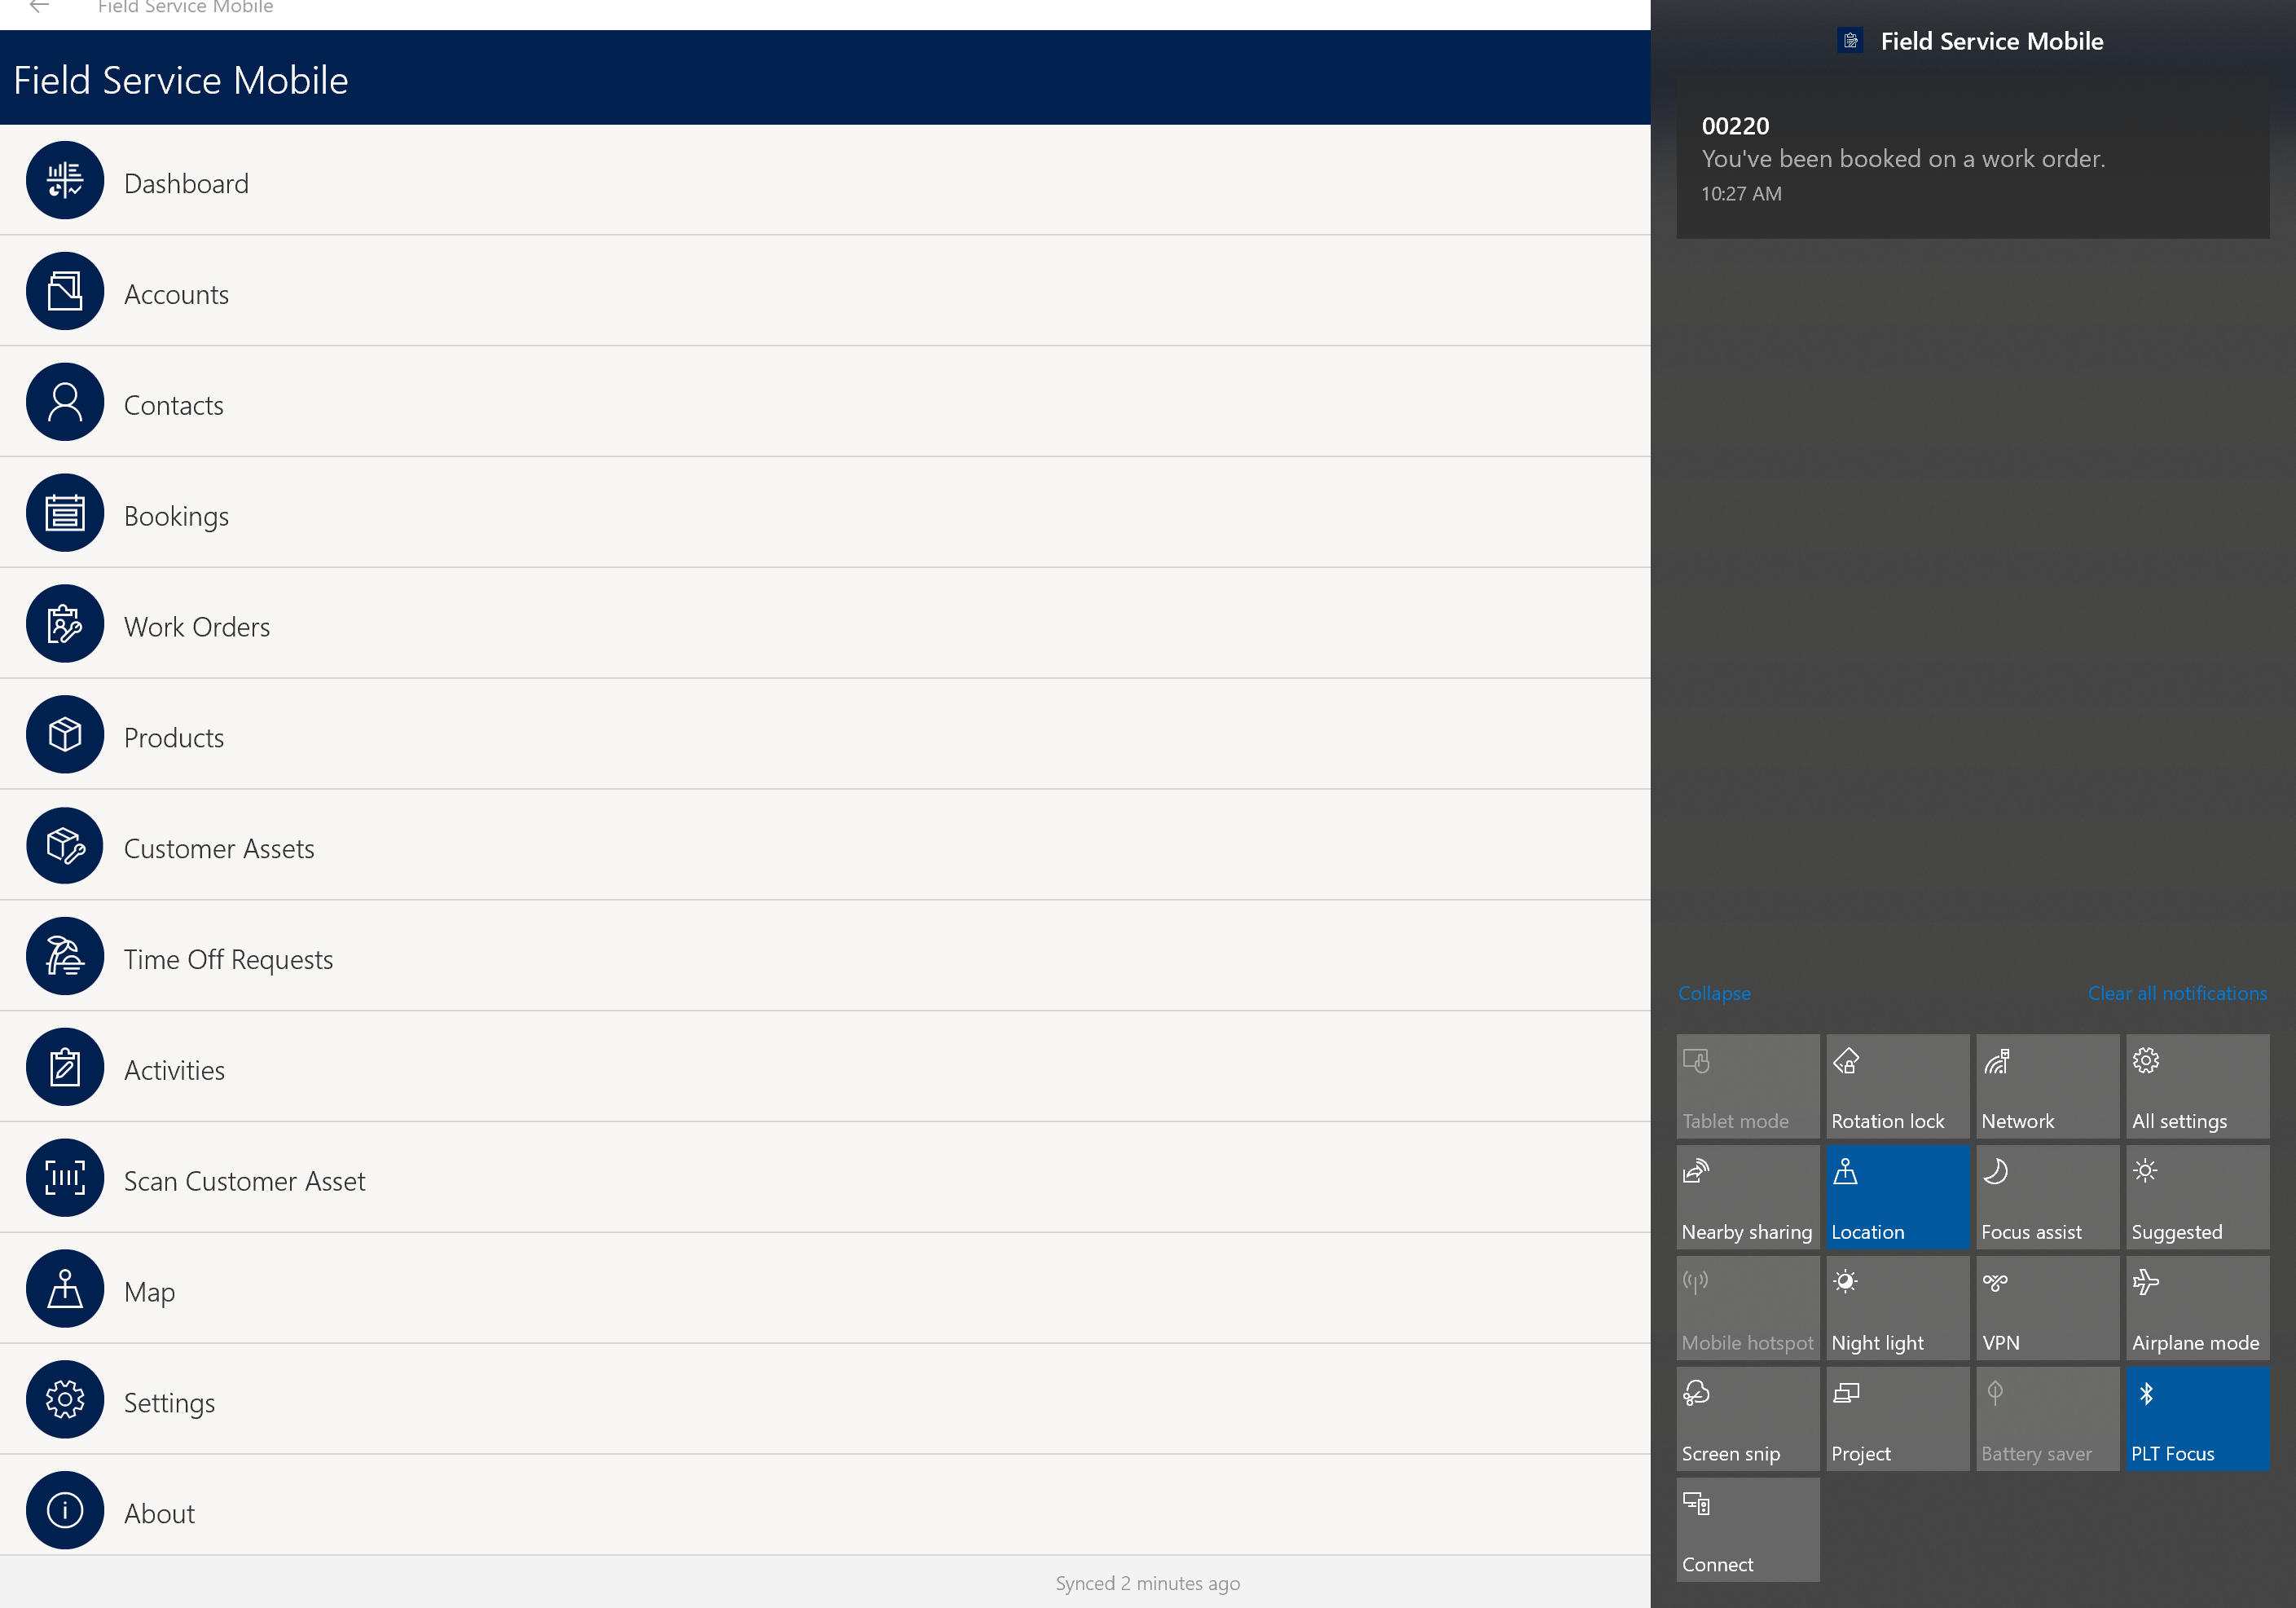 Field Service Mobile
Field Service Mobile
Dashboard
Accounts
Contacts
Bookings
Work Orders
Products
Customer Assets
Time Off Requests
Activities
Scan Customer Asset
Map
Settings
About
Synced 2 minutes ago
Field Service Mobile
00220
You've been booked on a work order.
10:27 AM
Collapse Clear all notifications
Tablet mode Rotation lock Network All settings
Nearby sharing Location Focus assist Suggested
Mobile hotspot Night light VPN Airplane mode
Screen snip Project Battery saver PLT Focus
Connect